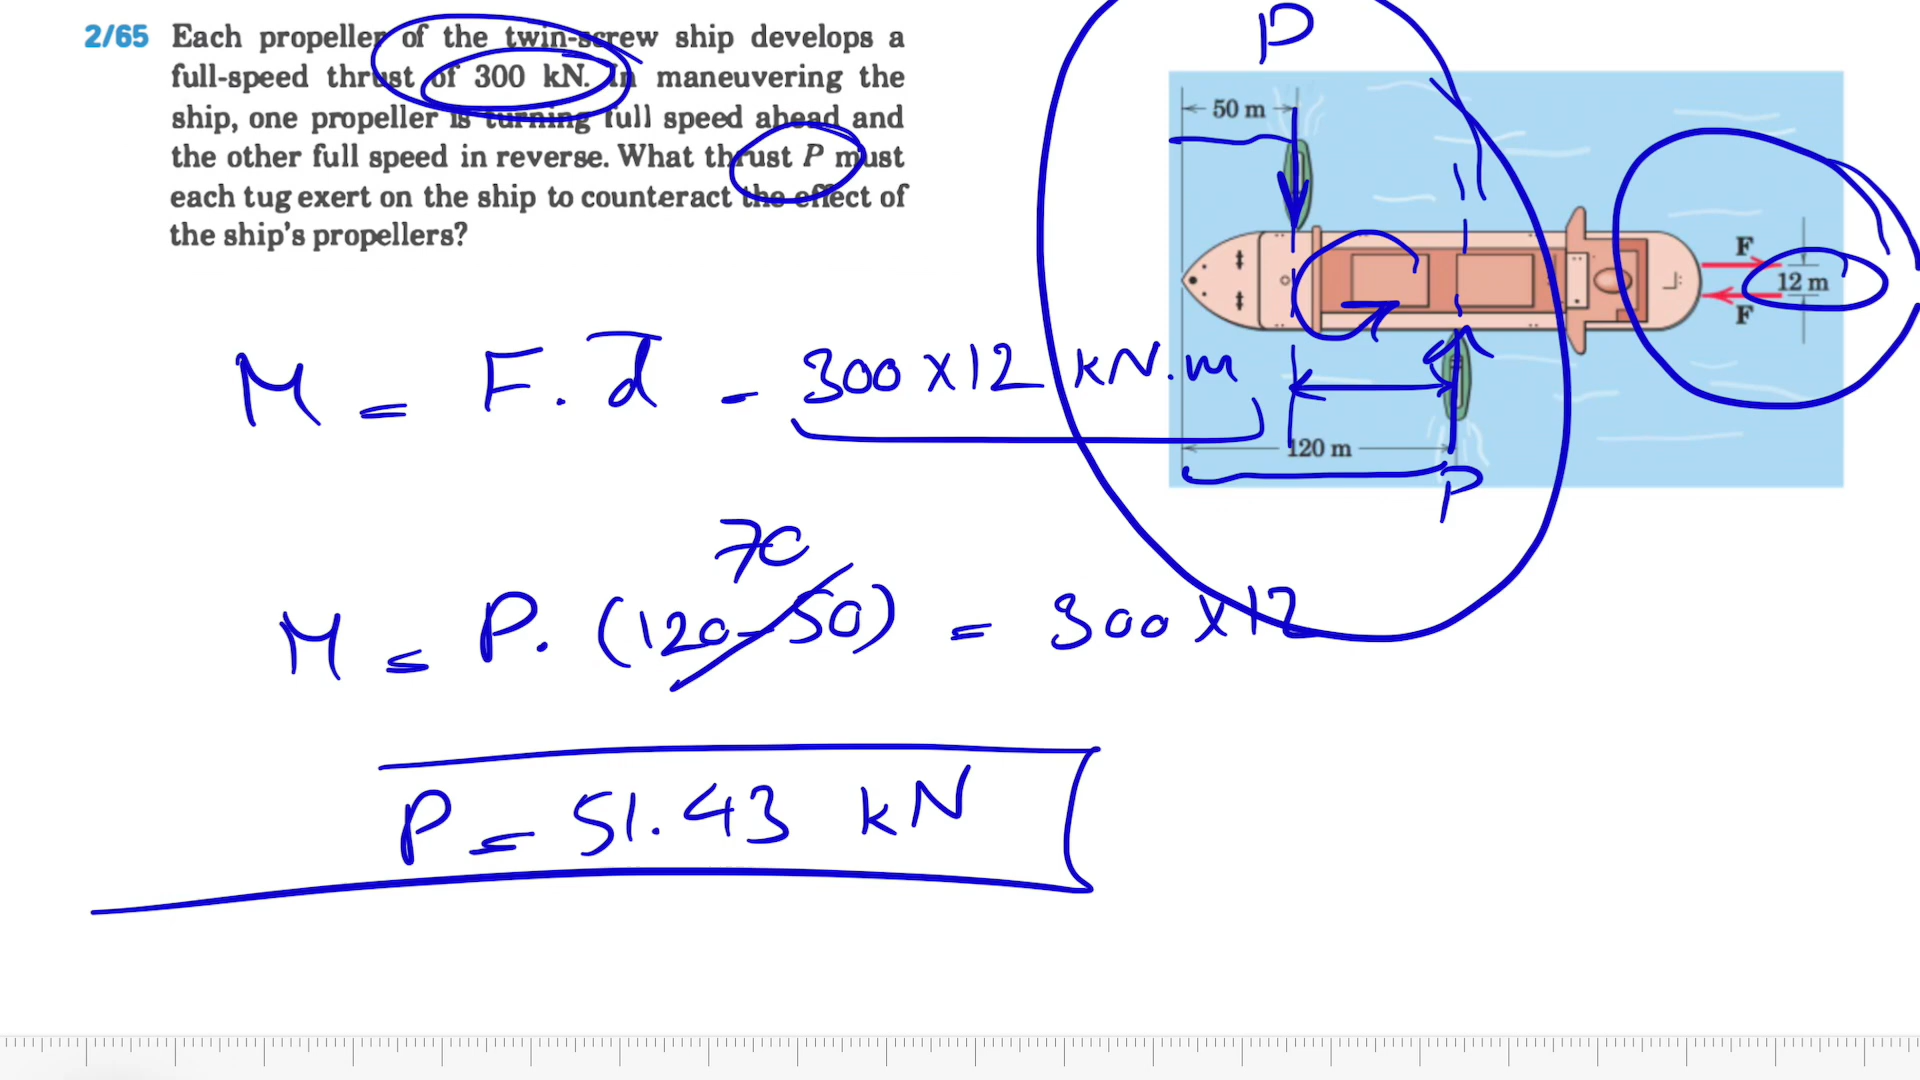 2/65 Each propeller of the twin-screw ship develops a
full-speed thrust of 300 kN. In maneuvering the
ship, one propeller is turning full speed ahead and
the other full speed in reverse. What thrust P must
each tug exert on the ship to counteract the effect of
the ship's propellers?
P
50 m
F
12 m
F
120 m
P
M = F. d = 300 x 12 kN.m
70
M = P. (120-50) = 300 x 12
P = 51.43 kN